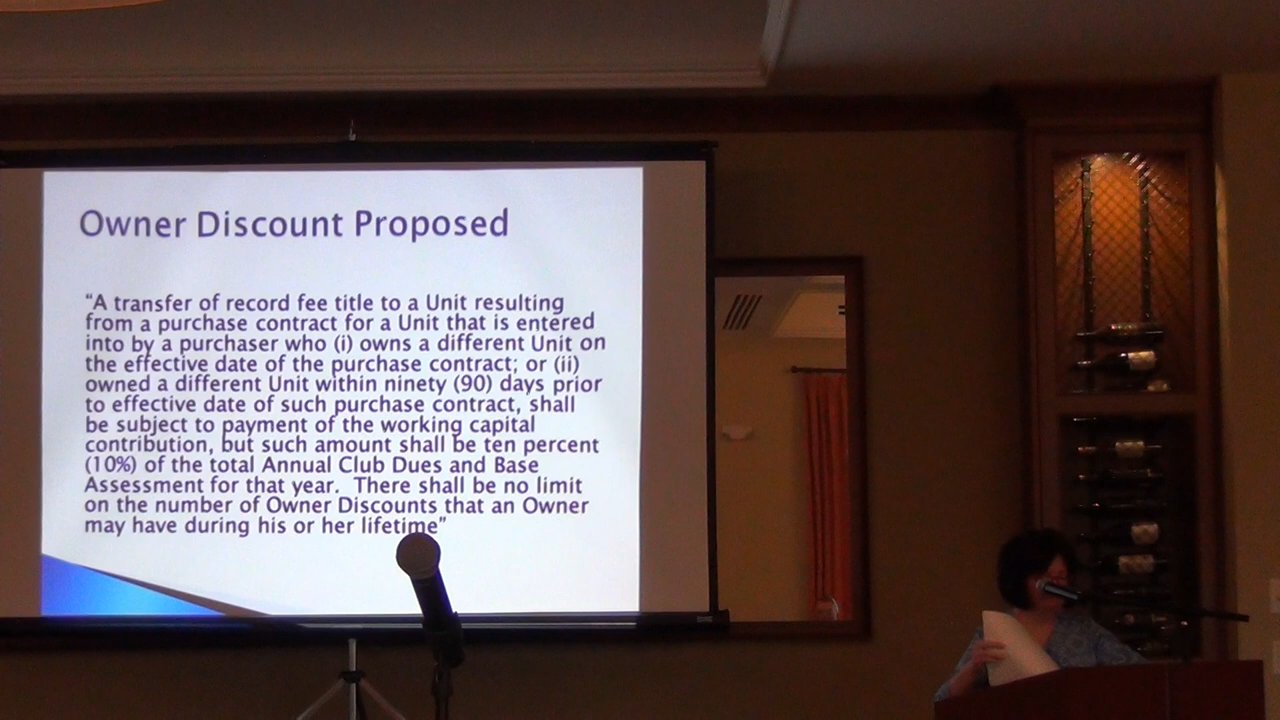 Owner Discount Proposed
“A transfer of record fee title to a Unit resulting
from a purchase contract for a Unit that is entered
into by a purchaser who (i) owns a different Unit on
the effective date of the purchase contract; or (ii)
owned a different Unit within ninety (90) days prior
to effective date of such purchase contract, shall
be subject to payment of the working capital
contribution, but such amount shall be ten percent
(10%) of the total Annual Club Dues and Base
Assessment for that year.  There shall be no limit
on the number of Owner Discounts that an Owner
may have during his or her lifetime”